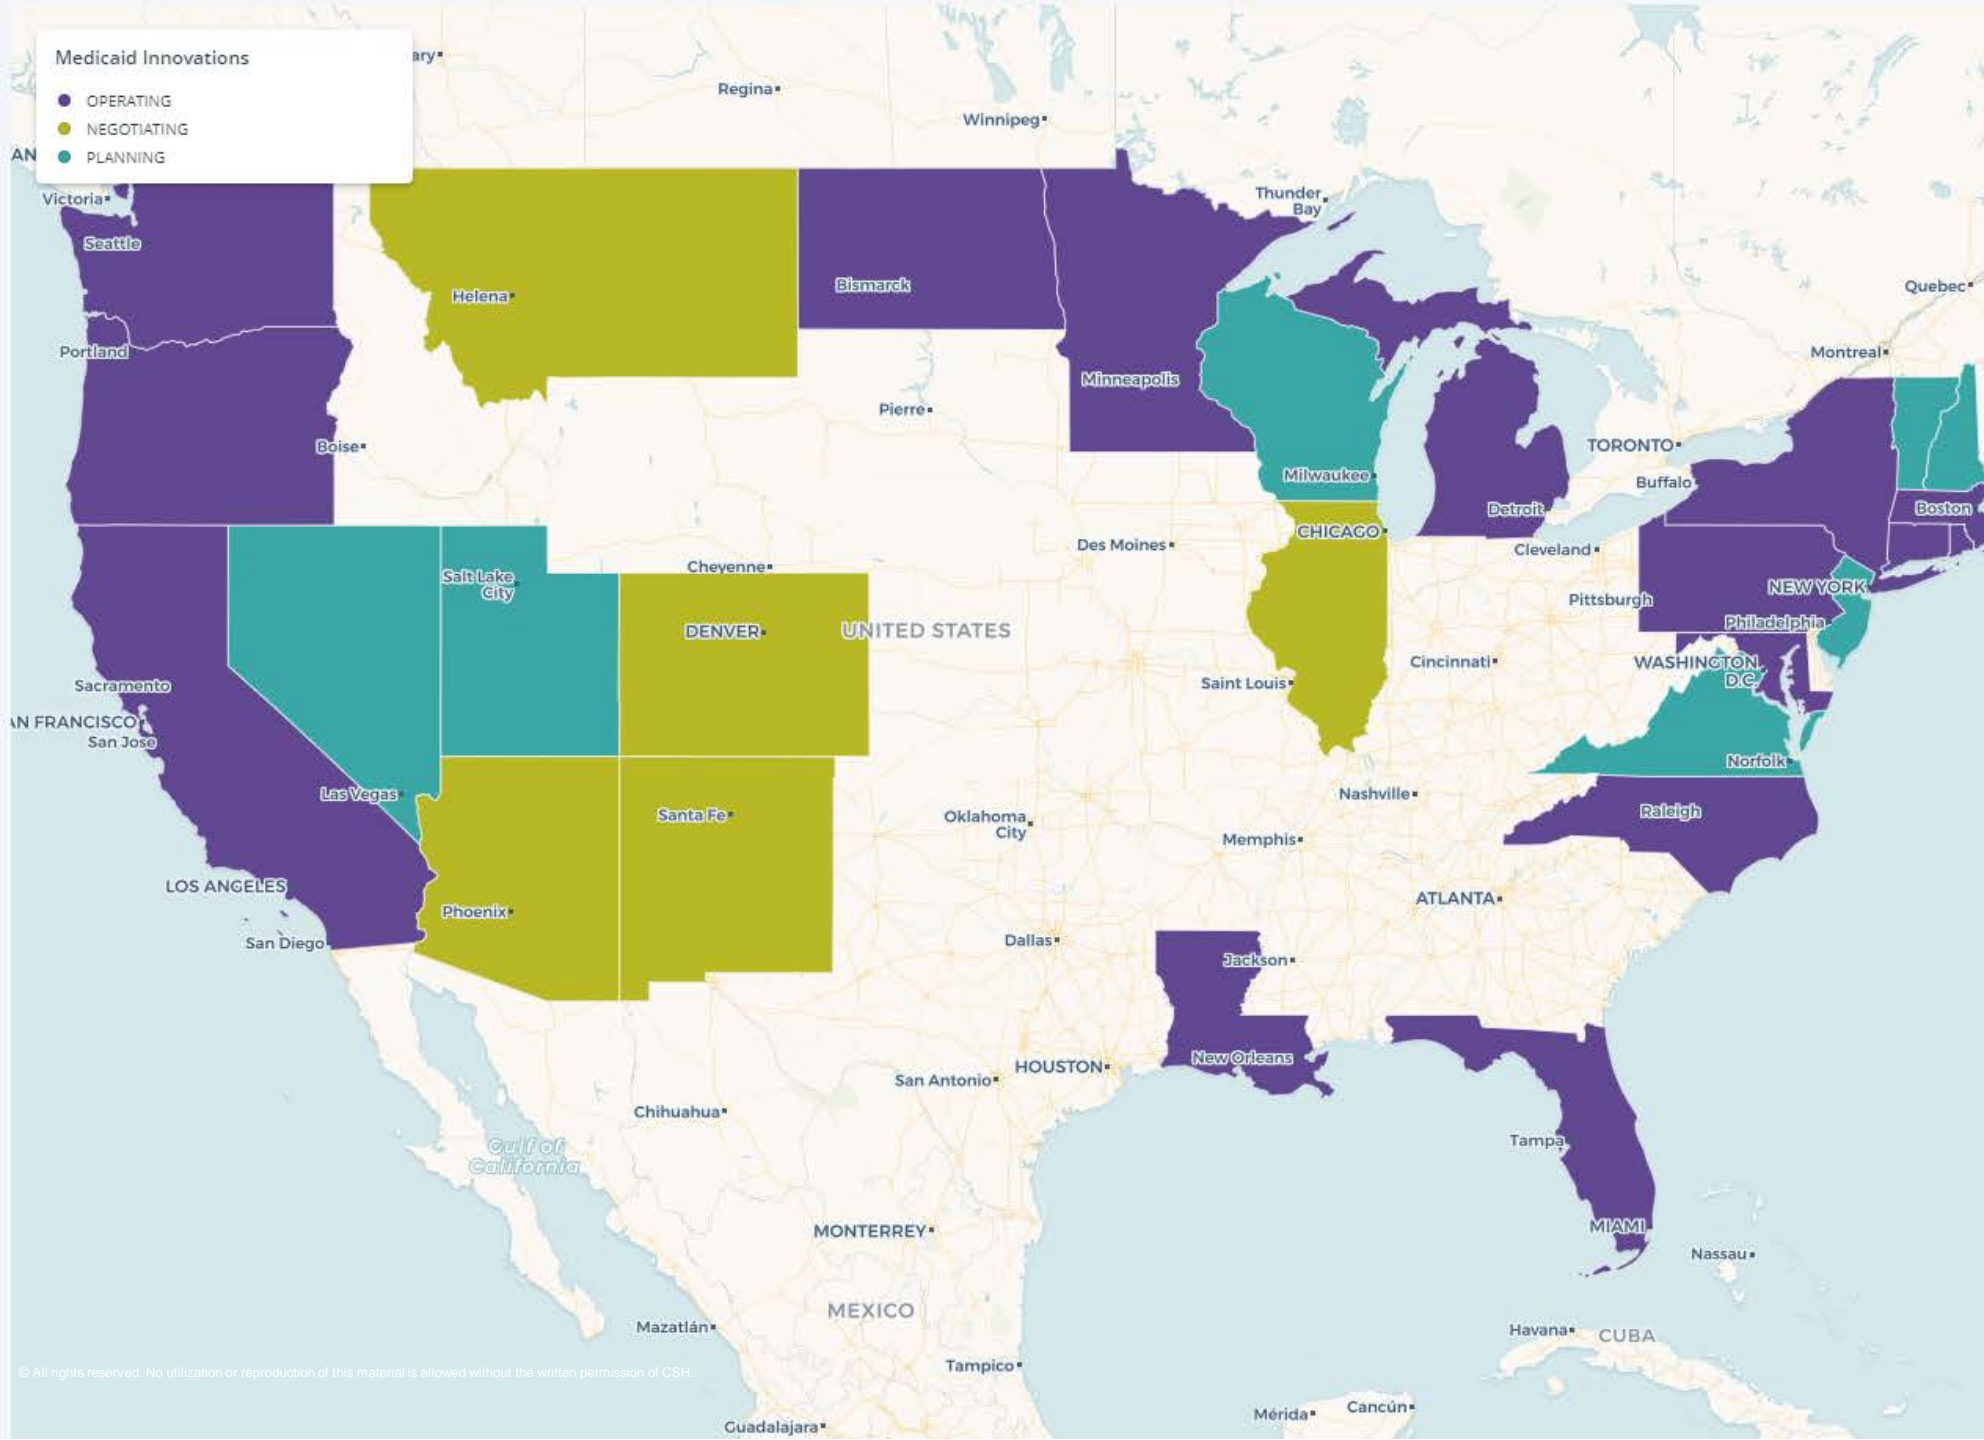 Medicaid Innovations
OPERATING
NEGOTIATING
PLANNING
ary
Regina
Winnipeg
AN
Victoria
Seattle
Thunder
Bay
Helena
Bismarck
Quebec
Portland
Montreal
Minneapolis
Pierre
Boise
TORONTO
Milwaukee
Buffalo
Detroit
Boston
CHICAGO
Des Moines
Cleveland
Cheyenne
Salt Lake
City
NEW YORK
Pittsburgh
Philadelphia
DENVER
UNITED STATES
Cincinnati
WASHINGTON
D.C.
Saint Louis
Sacramento
AN FRANCISCO
San Jose
Norfolk
Las Vegas
Nashville
Santa Fe
Oklahoma
City
Raleigh
Memphis
LOS ANGELES
ATLANTA
Phoenix
San Diego
Dallas
Jackson
New Orleans
HOUSTON
San Antonio
Chihuahua
Gulf of
California
Tampa
MIAMI
MONTERREY
Nassau
MEXICO
Mazatlán
Havana
CUBA
Tampico
© All rights reserved. No utilization or reproduction of this material is allowed without the written permission of CSH.
Mérida
Cancún
Guadalajara